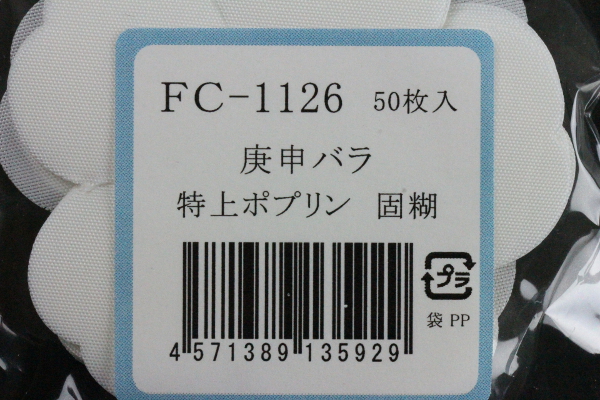 FC-1126 50枚入
庚申バラ
特上ポプリン 固糊
プラ
袋 PP
4 571389 135929